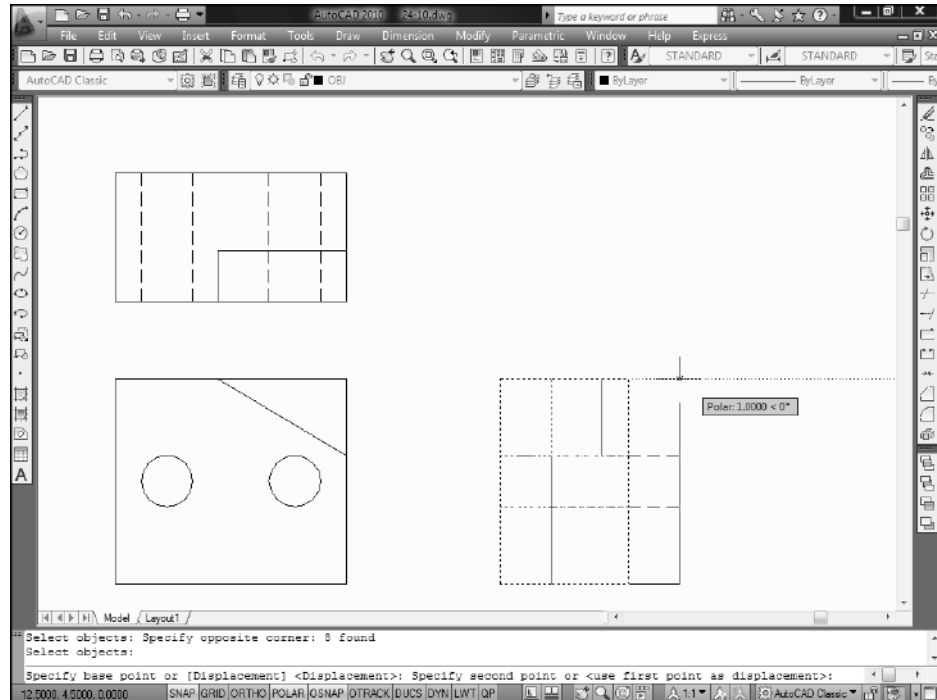 AutoCAD 2010 24-10.dwg Type a keyword or phrase
File Edit View Insert Format Tools Draw Dimension Modify Parametric Window Help Express
STANDARD STANDARD Sta
AutoCAD Classic OBJ ByLayer ByLayer By
A
Polar: 1.0000 < 0°
Model Layout1
Select objects: Specify opposite corner: 8 found
Select objects:
Specify base point or [Displacement] <Displacement>: Specify second point or <use first point as displacement>:
12.5000, 4.5000, 0.0000 SNAP GRID ORTHO POLAR OSNAP OTRACK DUCS DYN LWT QP 1:1 AutoCAD Classic